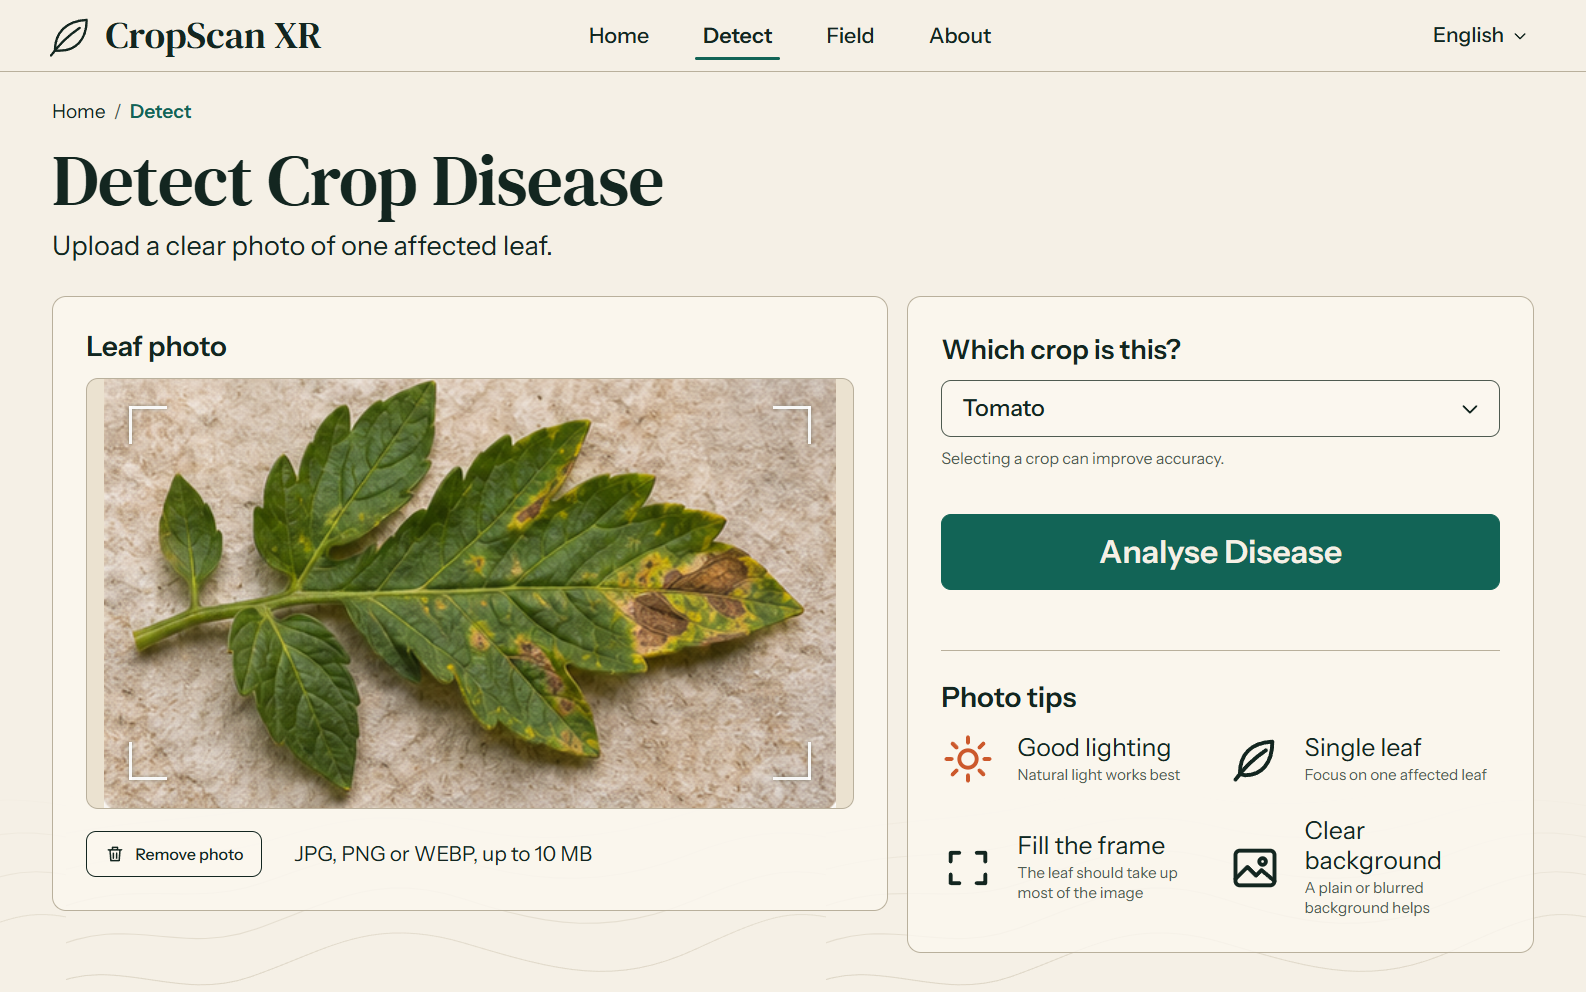 CropScan XR
Home
Detect
Field
About
English
Home / Detect
Detect Crop Disease
Upload a clear photo of one affected leaf.
Leaf photo
Remove photo
JPG, PNG or WEBP, up to 10 MB
Which crop is this?
Tomato
Selecting a crop can improve accuracy.
Analyse Disease
Photo tips
Good lighting
Natural light works best
Single leaf
Focus on one affected leaf
Fill the frame
The leaf should take up
most of the image
Clear
background
A plain or blurred
background helps